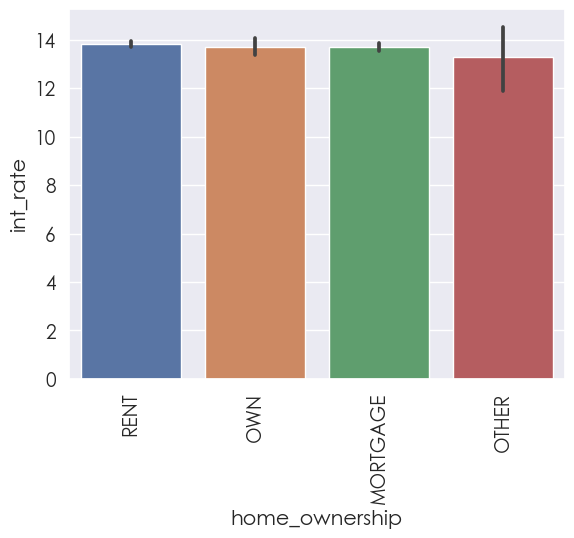 14
12
10
8
6
4
2
0
int_rate
RENT
OWN
MORTGAGE
OTHER
home_ownership